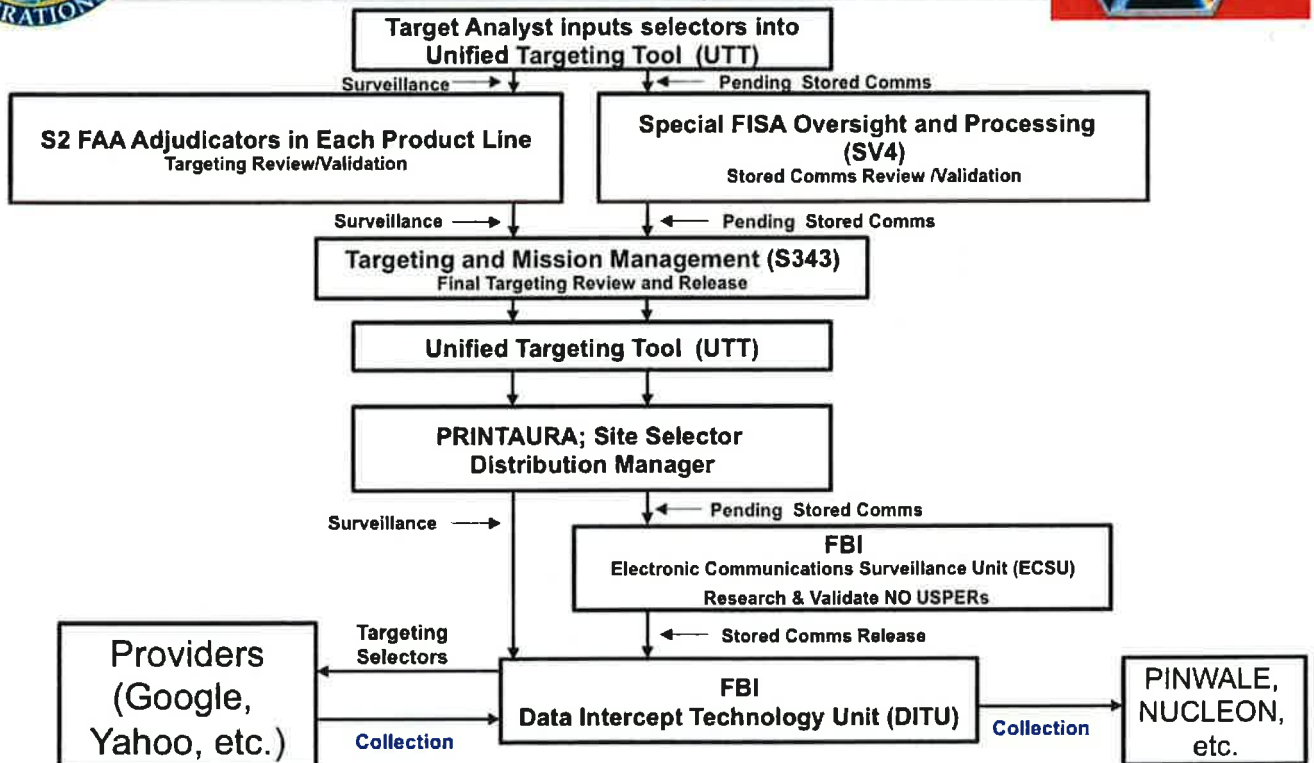 RATION
Target Analyst inputs selectors into
Unified Targeting Tool (UTT)
Surveillance
Pending Stored Comms
S2 FAA Adjudicators in Each Product Line
Targeting Review/Validation
Special FISA Oversight and Processing
(SV4)
Stored Comms Review /Validation
Surveillance
Pending Stored Comms
Targeting and Mission Management (S343)
Final Targeting Review and Release
Unified Targeting Tool (UTT)
PRINTAURA; Site Selector
Distribution Manager
Surveillance
Pending Stored Comms
FBI
Electronic Communications Surveillance Unit (ECSU)
Research & Validate NO USPERs
Stored Comms Release
Providers
(Google,
Yahoo, etc.)
Targeting
Selectors
Collection
FBI
Data Intercept Technology Unit (DITU)
Collection
PINWALE,
NUCLEON,
etc.